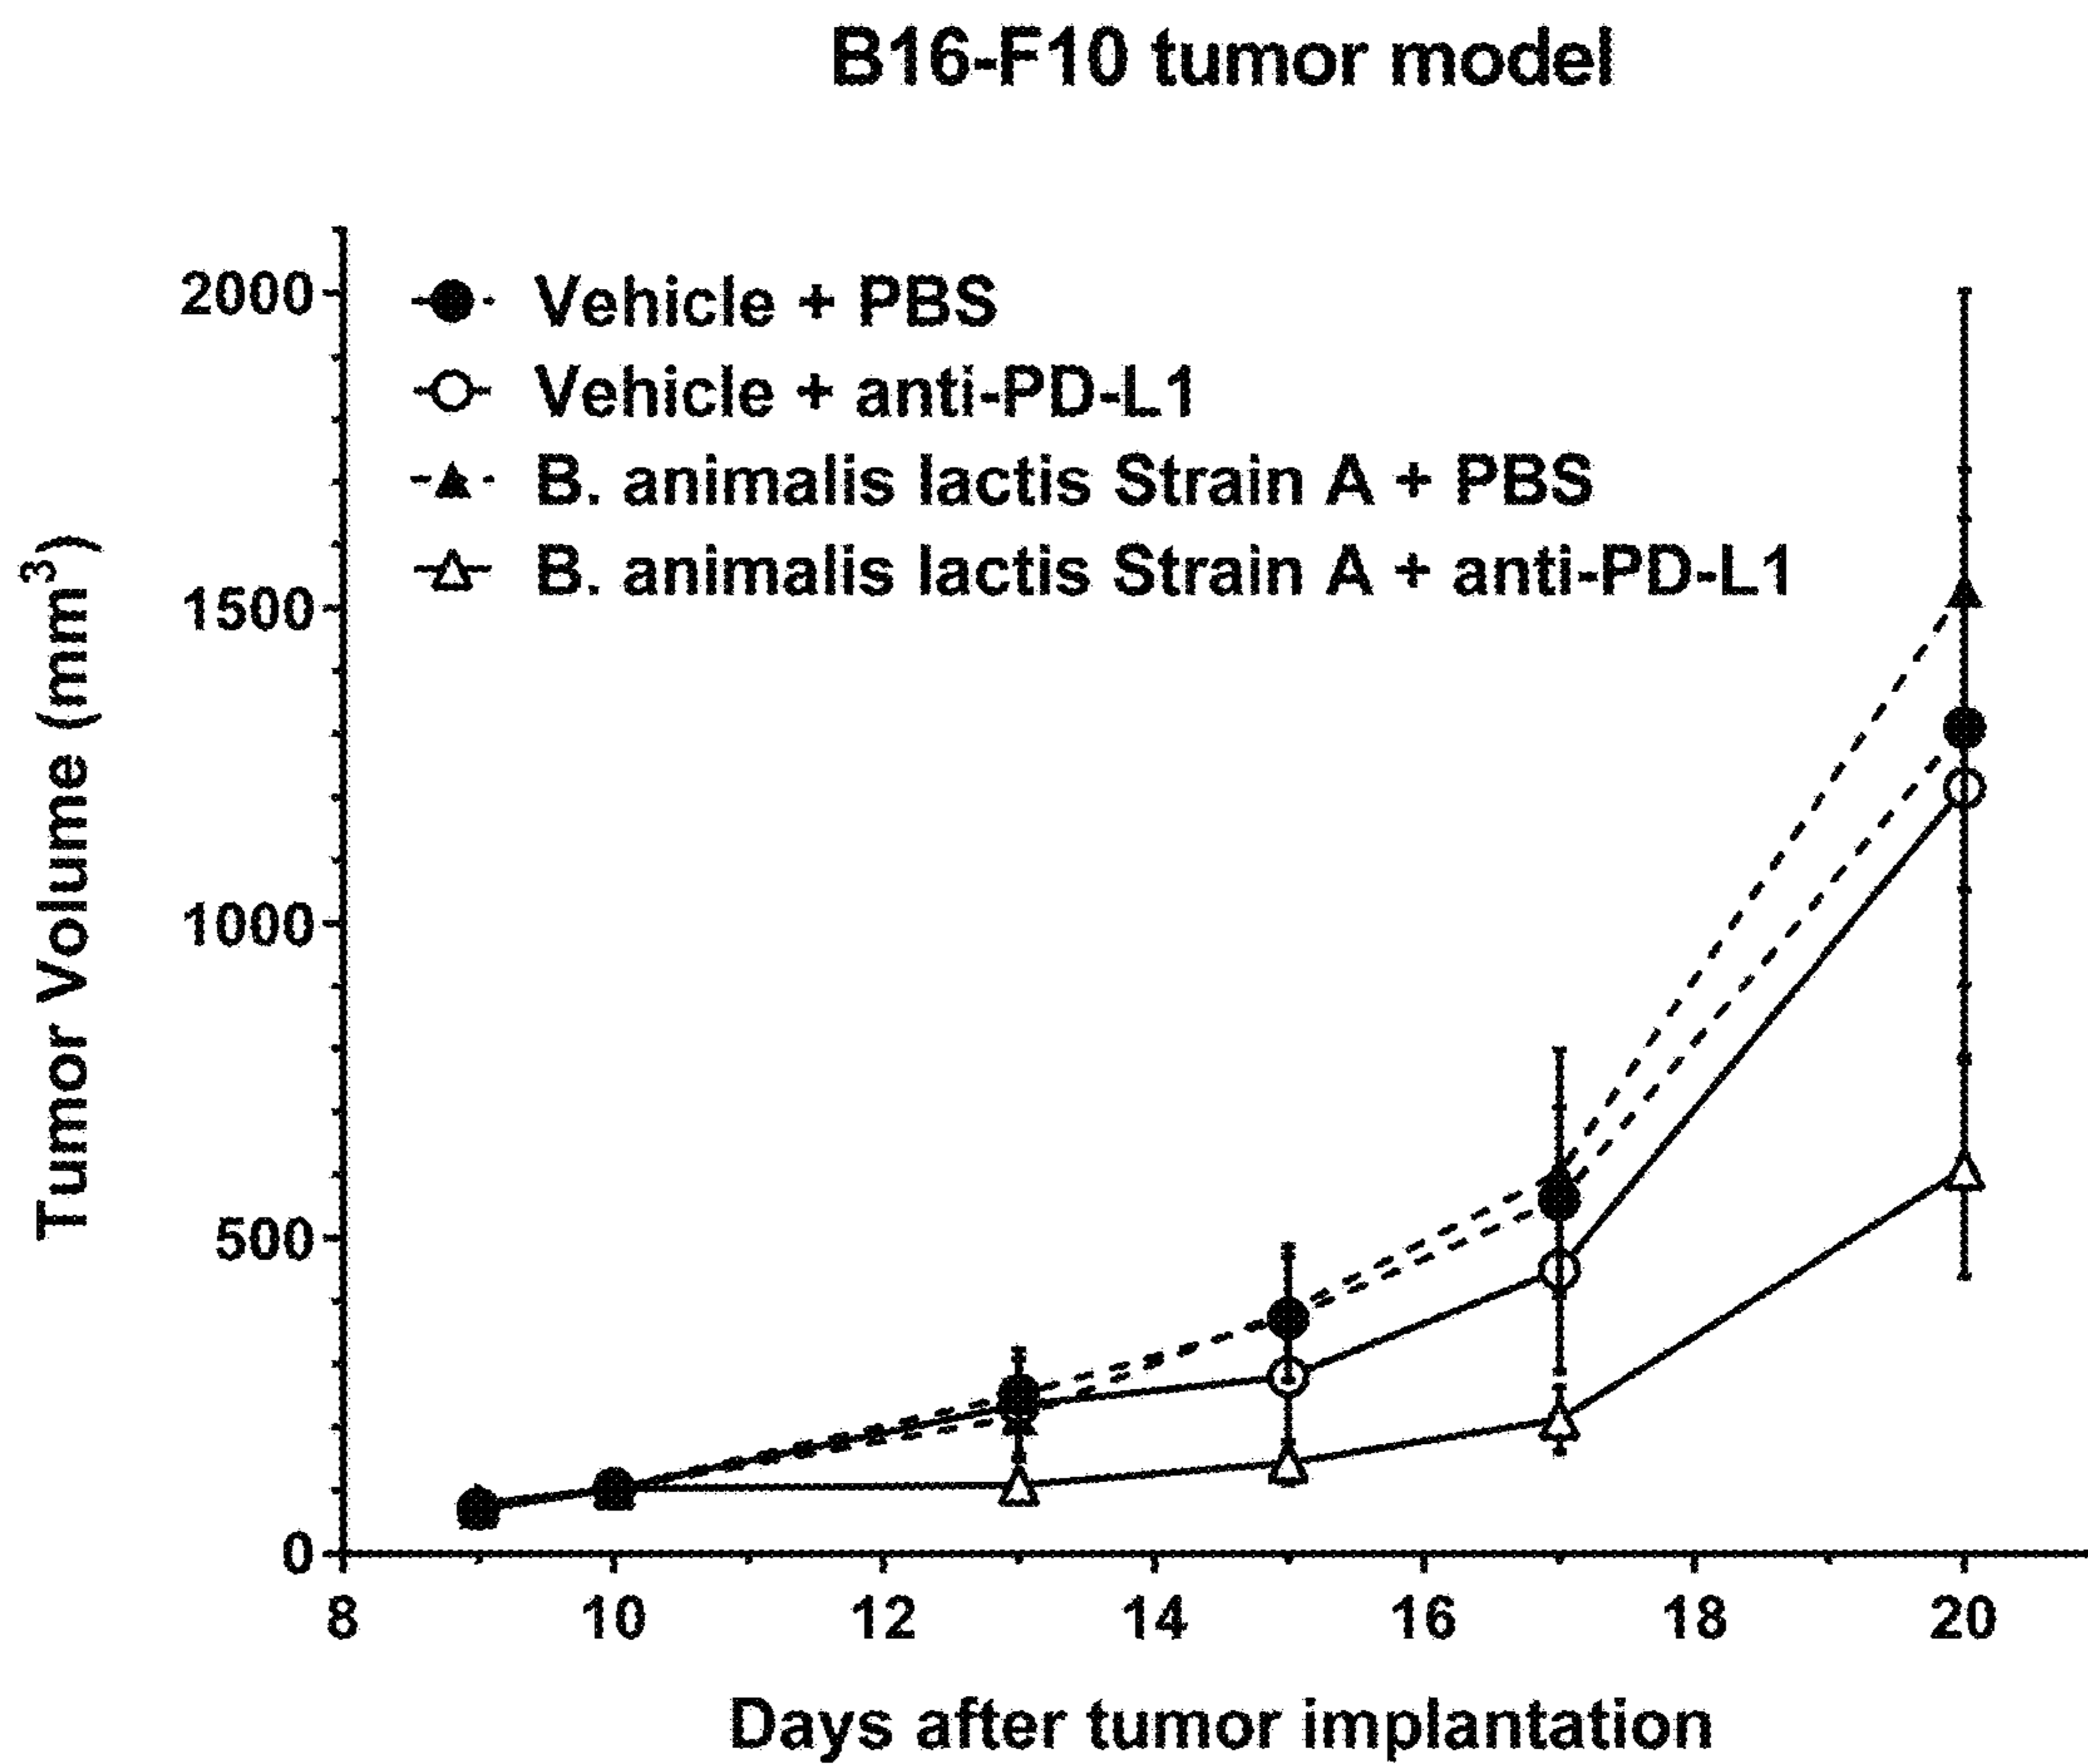 B16-F10 tumor model
Vehicle + PBS
Vehicle + anti-PD-L1
B. animalis lactis Strain A + PBS
B. animalis lactis Strain A + anti-PD-L1
Tumor Volume (mm³)
2000
1500
1000
500
0
8 10 12 14 16 18 20
Days after tumor implantation